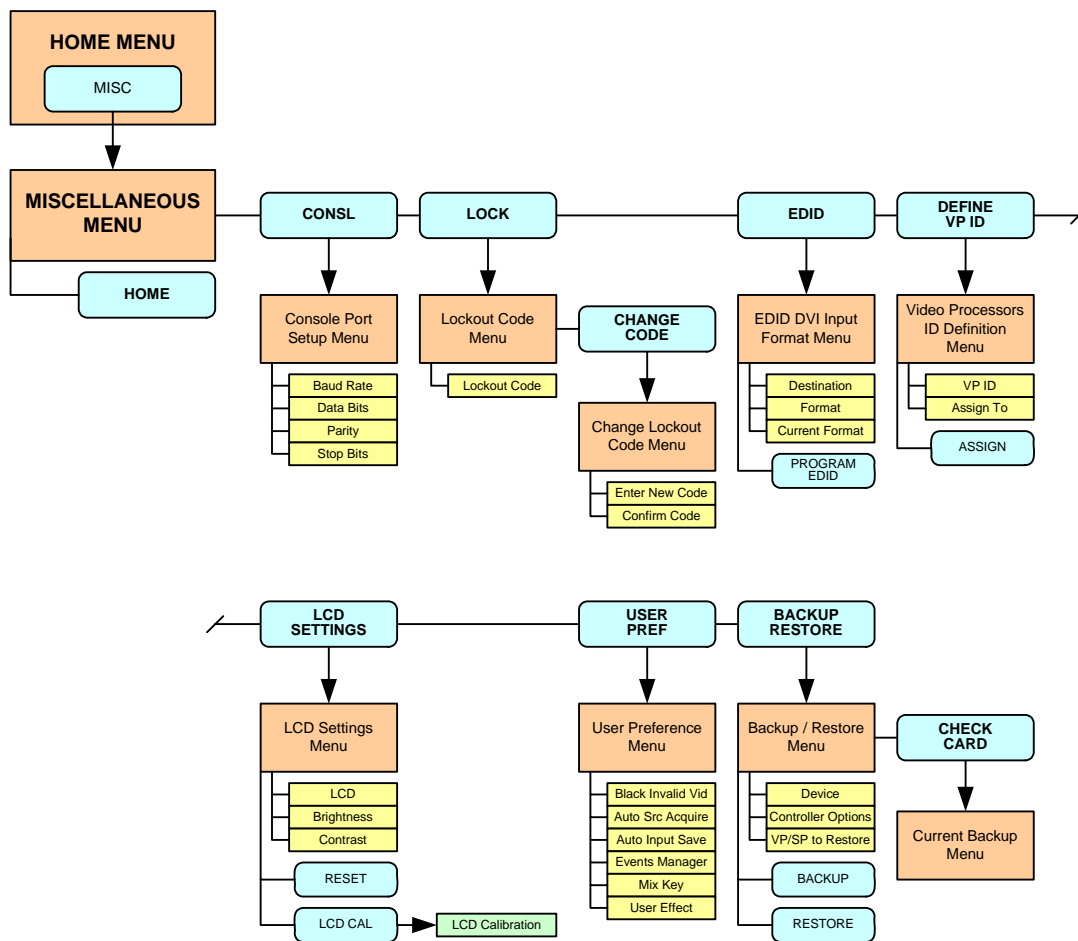 HOME MENU
MISC
MISCELLANEOUS
MENU
HOME
CONSL
LOCK
EDID
DEFINE
VP ID
Console Port
Setup Menu
Baud Rate
Data Bits
Parity
Stop Bits
Lockout Code
Menu
Lockout Code
CHANGE
CODE
Change Lockout
Code Menu
Enter New Code
Confirm Code
EDID DVI Input
Format Menu
Destination
Format
Current Format
PROGRAM
EDID
Video Processors
ID Definition
Menu
VP ID
Assign To
ASSIGN
LCD
SETTINGS
USER
PREF
BACKUP
RESTORE
LCD Settings
Menu
LCD
Brightness
Contrast
RESET
LCD CAL
LCD Calibration
User Preference
Menu
Black Invalid Vid
Auto Src Acquire
Auto Input Save
Events Manager
Mix Key
User Effect
Backup / Restore
Menu
Device
Controller Options
VP/SP to Restore
BACKUP
RESTORE
CHECK
CARD
Current Backup
Menu